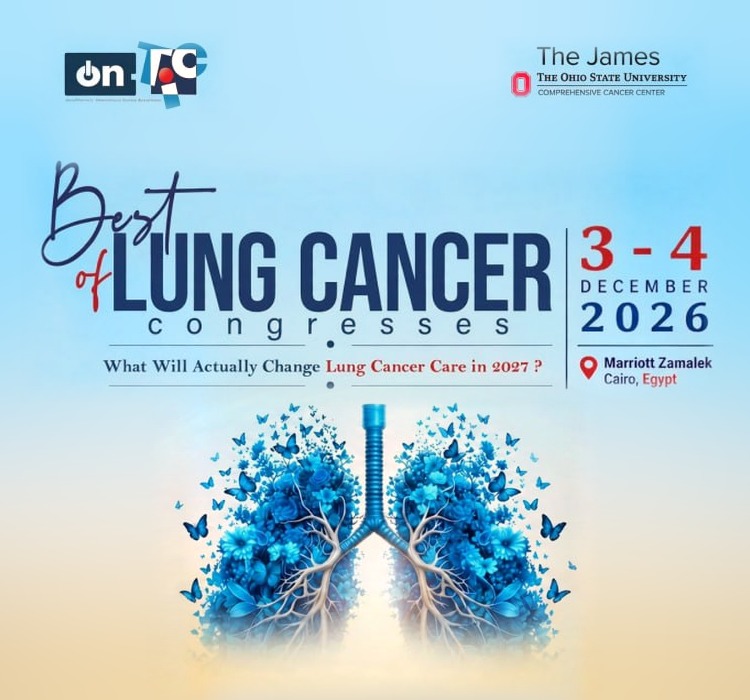 on-TRC
The James
THE OHIO STATE UNIVERSITY
COMPREHENSIVE CANCER CENTER
Best
of LUNG CANCER
congresses
What Will Actually Change Lung Cancer Care in 2027 ?
3 - 4
DECEMBER
2026
Marriott Zamalek
Cairo, Egypt